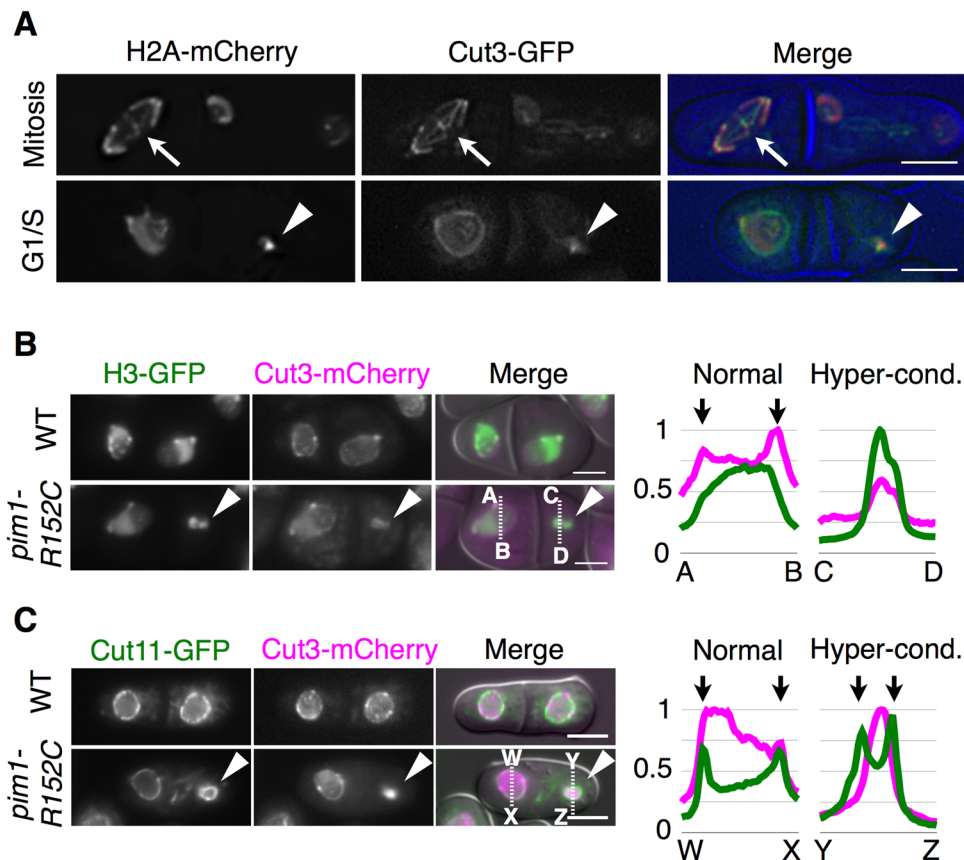 A
H2A-mCherry Cut3-GFP Merge
Mitosis
G1/S
B
H3-GFP Cut3-mCherry Merge Normal Hyper-cond.
WT
pim1-
R152C
A C
B D
1
0.5
0
A B C D
C
Cut11-GFP Cut3-mCherry Merge Normal Hyper-cond.
WT
pim1-
R152C
W Y
X Z
1
0.5
0
W X Y Z